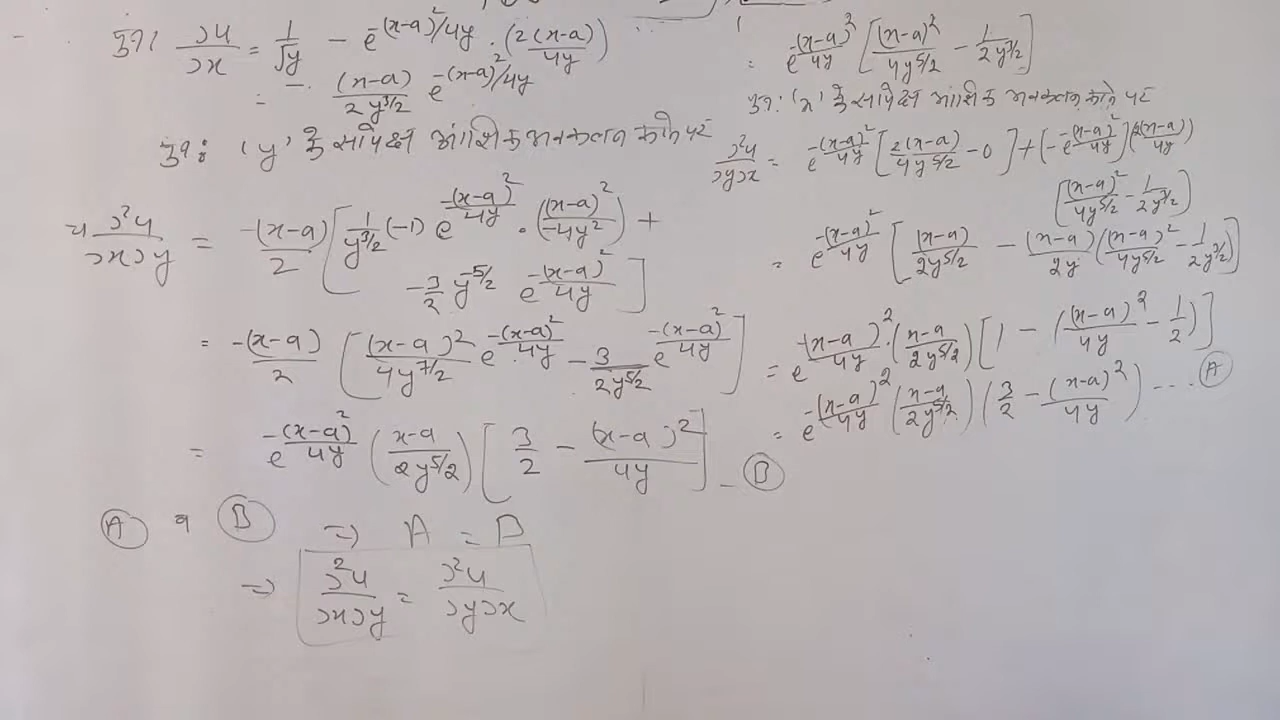 पुनः ∂u/∂x = 1/√y - e^{-(x-a)²/4y} . (2(x-a)/4y)
= - (x-a)/2y^{3/2} e^{-(x-a)²/4y}
पुनः 'y' के सापेक्ष आंशिक अवकलन करने पर
∂²u/∂x∂y = -(x-a)/2 [ 1/y^{3/2} (-1) e^{-(x-a)²/4y} . ((x-a)²/-4y²) +
-3/2 y^{-5/2} e^{-(x-a)²/4y} ]
= -(x-a)/2 [ (x-a)²/4y^{7/2} e^{-(x-a)²/4y} - 3/2y^{5/2} e^{-(x-a)²/4y} ]
= e^{-(x-a)²/4y} (x-a/2y^{5/2}) [ 3/2 - (x-a)²/4y ] - Ⓑ
Ⓐ व Ⓑ ⇒ A = B
⇒ ∂²u/∂x∂y = ∂²u/∂y∂x
= e^{-(x-a)²/4y} [ (x-a)²/4y^{5/2} - 1/2y^{3/2} ]
पुनः 'x' के सापेक्ष आंशिक अवकलन करने पर
∂²u/∂y∂x = e^{-(x-a)²/4y} [ 2(x-a)/4y^{5/2} - 0 ] + (-e^{-(x-a)²/4y}) (2(x-a)/4y)
[ (x-a)²/4y^{5/2} - 1/2y^{3/2} ]
= e^{-(x-a)²/4y} [ (x-a)/2y^{5/2} - (x-a)/2y ((x-a)²/4y^{5/2} - 1/2y^{3/2}) ]
= e^{-(x-a)²/4y} . (x-a/2y^{5/2}) [ 1 - ((x-a)²/4y - 1/2) ]
= e^{-(x-a)²/4y} (x-a/2y^{5/2}) (3/2 - (x-a)²/4y) --- Ⓐ